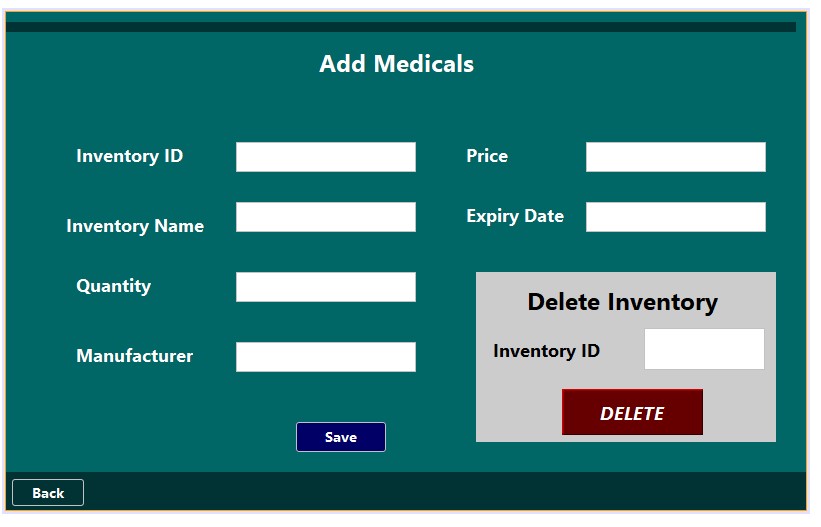 Add Medicals
Inventory ID
Price
Inventory Name
Expiry Date
Quantity
Manufacturer
Delete Inventory
Inventory ID
DELETE
Save
Back